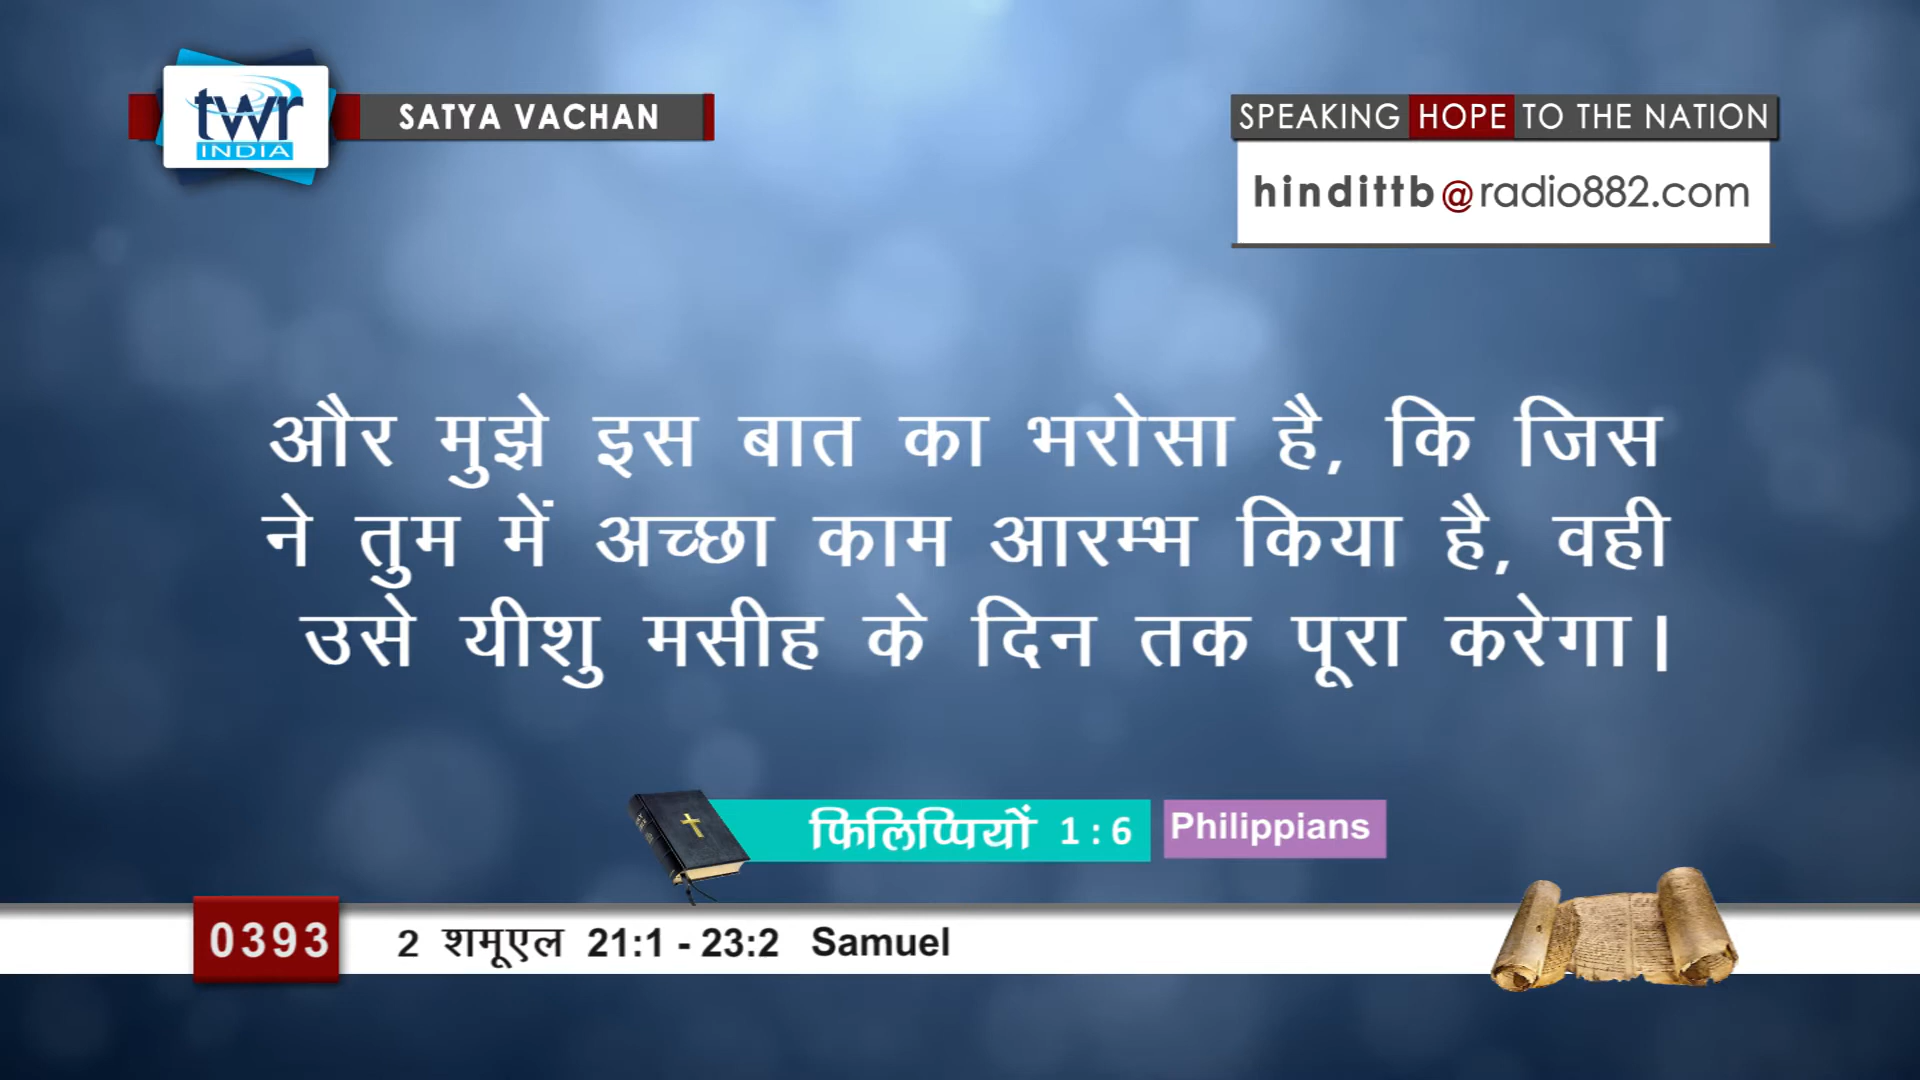 twr
INDIA
SATYA VACHAN
SPEAKING HOPE TO THE NATION
hindittb@radio882.com
और मुझे इस बात का भरोसा है, कि जिस
ने तुम में अच्छा काम आरम्भ किया है, वही
उसे यीशु मसीह के दिन तक पूरा करेगा।
फिलिप्पियों 1:6 Philippians
0393 2 शमूएल 21:1 - 23:2 Samuel